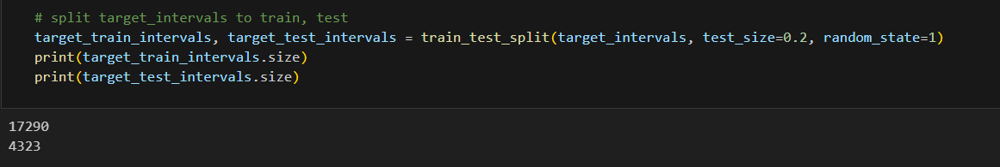 # split target_intervals to train, test
target_train_intervals, target_test_intervals = train_test_split(target_intervals, test_size=0.2, random_state=1)
print(target_train_intervals.size)
print(target_test_intervals.size)
17290
4323